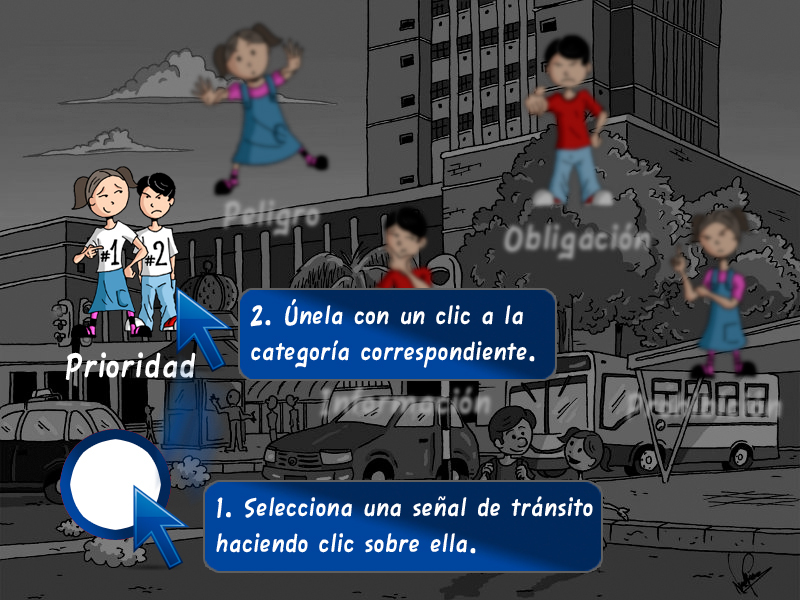 Peligro
Obligación
#1
#2
2. Únela con un clic a la
categoría correspondiente.
Prioridad
Información
Prohibición
1. Selecciona una señal de tránsito
haciendo clic sobre ella.